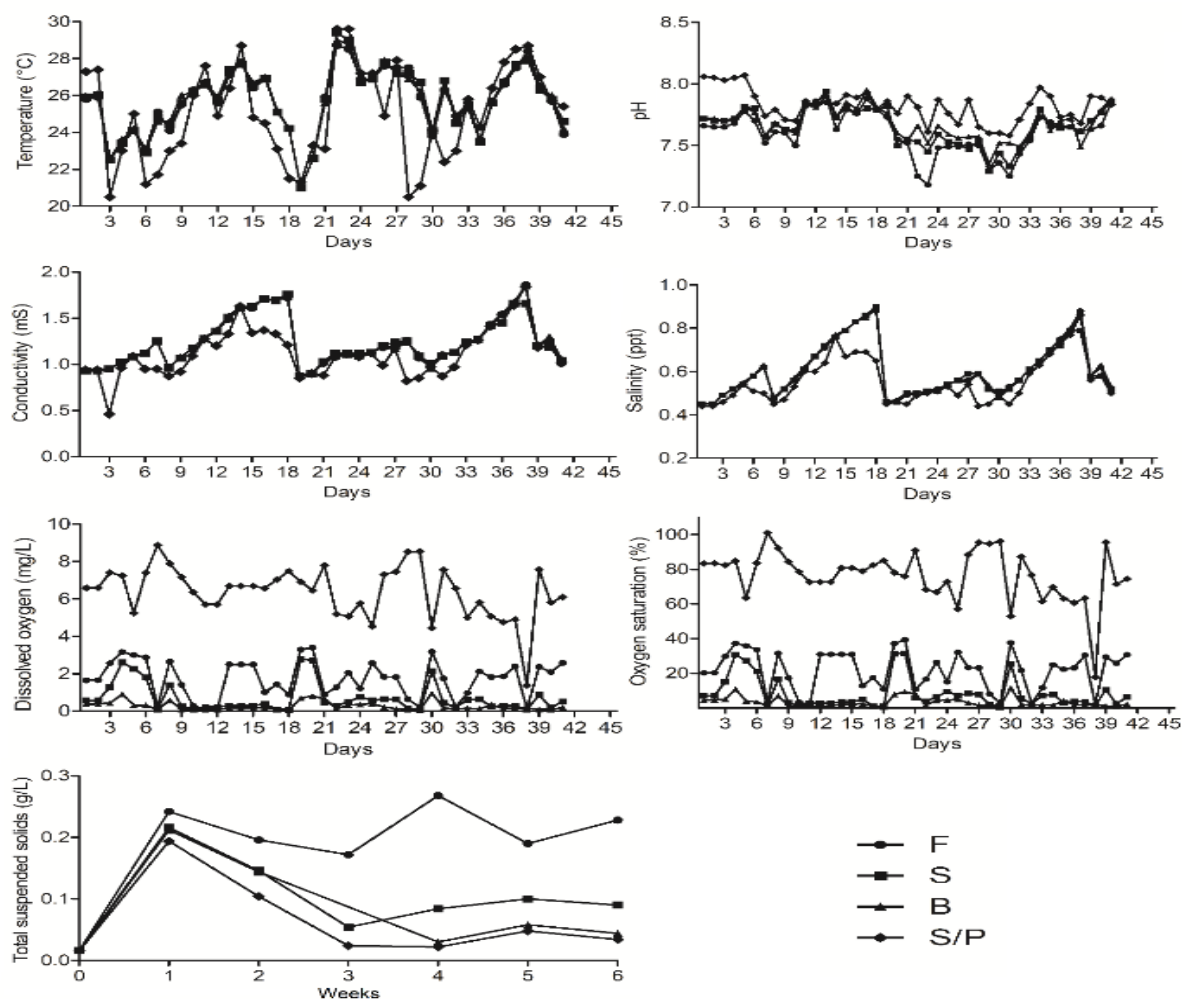 Temperature (°C)
30
28
26
24
22
20
3 6 9 12 15 18 21 24 27 30 33 36 39 42 45
Days
pH
8.5
8.0
7.5
7.0
3 6 9 12 15 18 21 24 27 30 33 36 39 42 45
Days
Conductivity (mS)
2.0
1.5
1.0
0.5
0.0
3 6 9 12 15 18 21 24 27 30 33 36 39 42 45
Days
Salinity (ppt)
1.0
0.8
0.6
0.4
0.2
3 6 9 12 15 18 21 24 27 30 33 36 39 42 45
Days
Dissolved oxygen (mg/L)
10
8
6
4
2
0
3 6 9 12 15 18 21 24 27 30 33 36 39 42 45
Days
Oxygen saturation (%)
100
80
60
40
20
3 6 9 12 15 18 21 24 27 30 33 36 39 42 45
Days
Total suspended solids (g/L)
0.3
0.2
0.1
0.0
0 1 2 3 4 5 6
Weeks
F
S
B
S/P